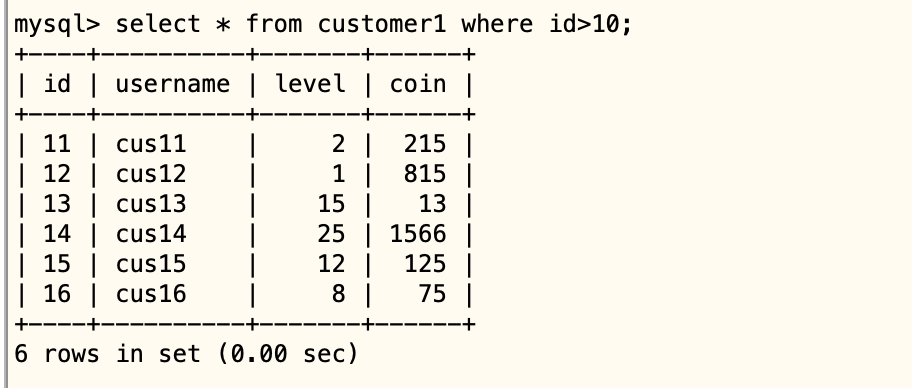 mysql> select * from customer1 where id>10;
+----+----------+-------+------+
| id | username | level | coin |
+----+----------+-------+------+
| 11 | cus11    |     2 |  215 |
| 12 | cus12    |     1 |  815 |
| 13 | cus13    |    15 |   13 |
| 14 | cus14    |    25 | 1566 |
| 15 | cus15    |    12 |  125 |
| 16 | cus16    |     8 |   75 |
+----+----------+-------+------+
6 rows in set (0.00 sec)